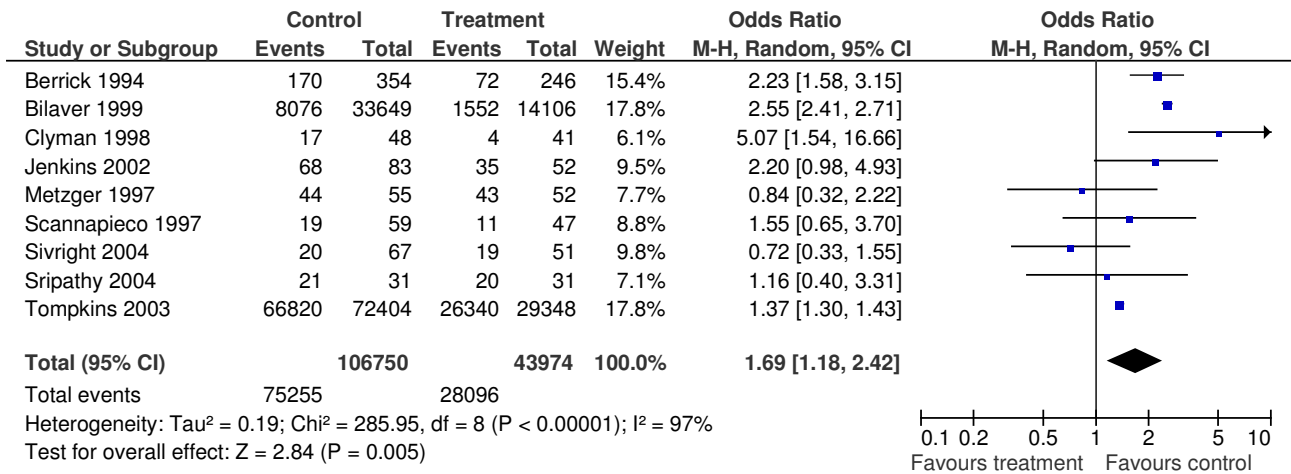 Control Treatment Odds Ratio Odds Ratio
Study or Subgroup Events Total Events Total Weight M-H, Random, 95% CI M-H, Random, 95% CI
Berrick 1994 170 354 72 246 15.4% 2.23 [1.58, 3.15]
Bilaver 1999 8076 33649 1552 14106 17.8% 2.55 [2.41, 2.71]
Clyman 1998 17 48 4 41 6.1% 5.07 [1.54, 16.66]
Jenkins 2002 68 83 35 52 9.5% 2.20 [0.98, 4.93]
Metzger 1997 44 55 43 52 7.7% 0.84 [0.32, 2.22]
Scannapieco 1997 19 59 11 47 8.8% 1.55 [0.65, 3.70]
Sivright 2004 20 67 19 51 9.8% 0.72 [0.33, 1.55]
Sripathy 2004 21 31 20 31 7.1% 1.16 [0.40, 3.31]
Tompkins 2003 66820 72404 26340 29348 17.8% 1.37 [1.30, 1.43]
Total (95% CI) 106750 43974 100.0% 1.69 [1.18, 2.42]
Total events 75255 28096
Heterogeneity: Tau² = 0.19; Chi² = 285.95, df = 8 (P < 0.00001); I² = 97%
Test for overall effect: Z = 2.84 (P = 0.005)
0.1 0.2 0.5 1 2 5 10
Favours treatment Favours control